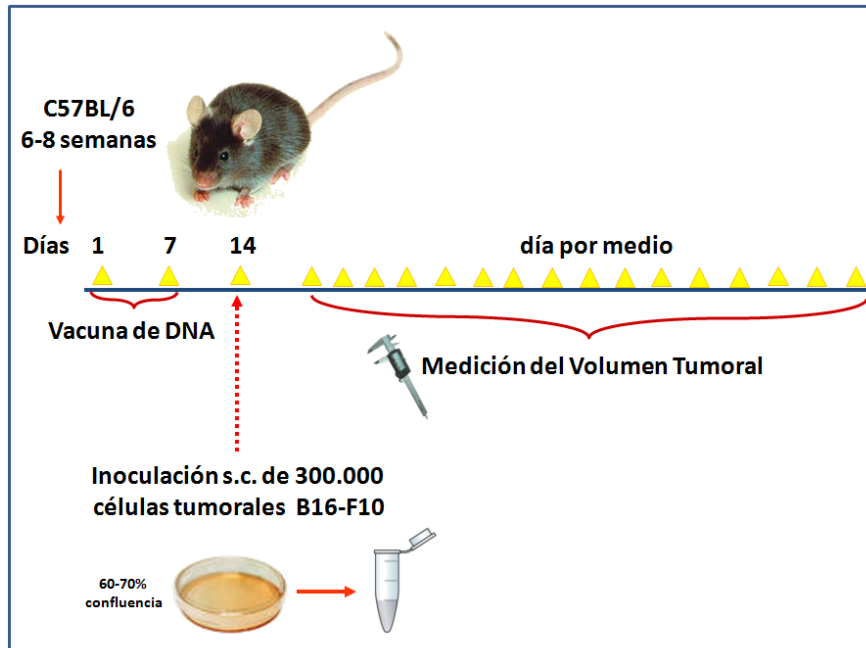 C57BL/6
6-8 semanas
Días 1 7 14 día por medio
Vacuna de DNA
Medición del Volumen Tumoral
Inoculación s.c. de 300.000
células tumorales B16-F10
60-70%
confluencia